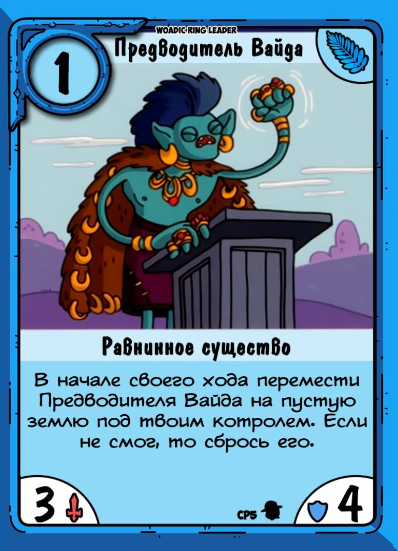 WOADIC RING LEADER
1
Предводитель Вайда
Равнинное существо
В начале своего хода перемести
Предводителя Вайда на пустую
землю под твоим котролем. Если
не смог, то сбрось его.
3
СР5
4